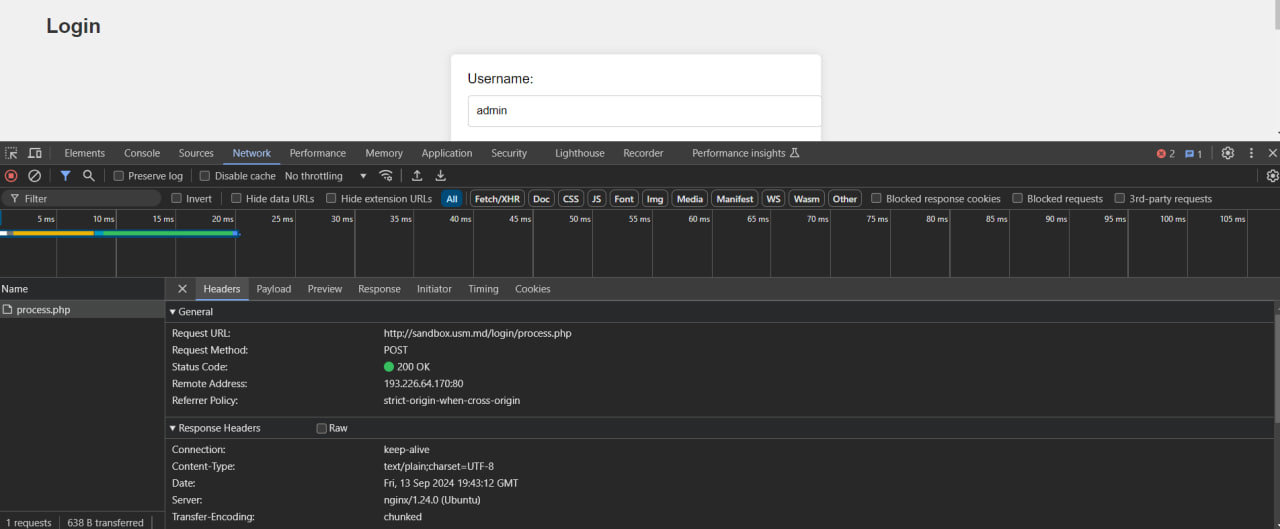 Login
Username:
admin
Elements Console Sources Network Performance Memory Application Security Lighthouse Recorder Performance insights 2 1
Preserve log Disable cache No throttling
Filter Invert Hide data URLs Hide extension URLs All Fetch/XHR Doc CSS JS Font Img Media Manifest WS Wasm Other Blocked response cookies Blocked requests 3rd-party requests
5 ms 10 ms 15 ms 20 ms 25 ms 30 ms 35 ms 40 ms 45 ms 50 ms 55 ms 60 ms 65 ms 70 ms 75 ms 80 ms 85 ms 90 ms 95 ms 100 ms 105 ms
Name Headers Payload Preview Response Initiator Timing Cookies
process.php General
Request URL: http://sandbox.usm.md/login/process.php
Request Method: POST
Status Code: 200 OK
Remote Address: 193.226.64.170:80
Referrer Policy: strict-origin-when-cross-origin
Response Headers Raw
Connection: keep-alive
Content-Type: text/plain;charset=UTF-8
Date: Fri, 13 Sep 2024 19:43:12 GMT
Server: nginx/1.24.0 (Ubuntu)
Transfer-Encoding: chunked
1 requests 638 B transferred